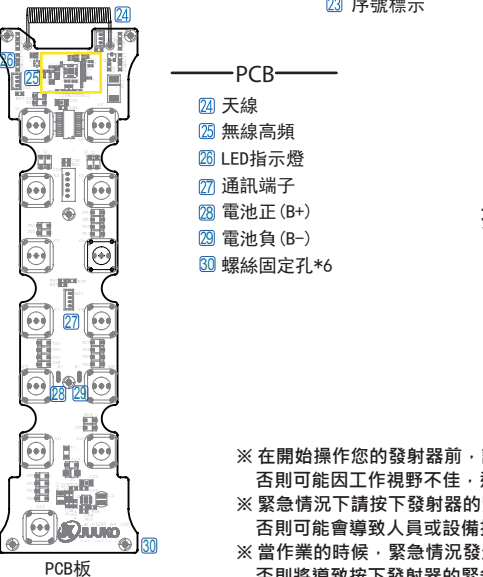 23 序號標示
PCB
24 天線
25 無線高頻
26 LED指示燈
27 通訊端子
28 電池正(B+)
29 電池負(B-)
30 螺絲固定孔*6
24
26
25
27
28 29
JUUKO
30
PCB板
※ 在開始操作您的發射器前，
否則可能因工作視野不佳，
※ 緊急情況下請按下發射器的
否則可能會導致人員或設備
※ 當作業的時候，緊急情況發
否則將導致按下發射器的緊